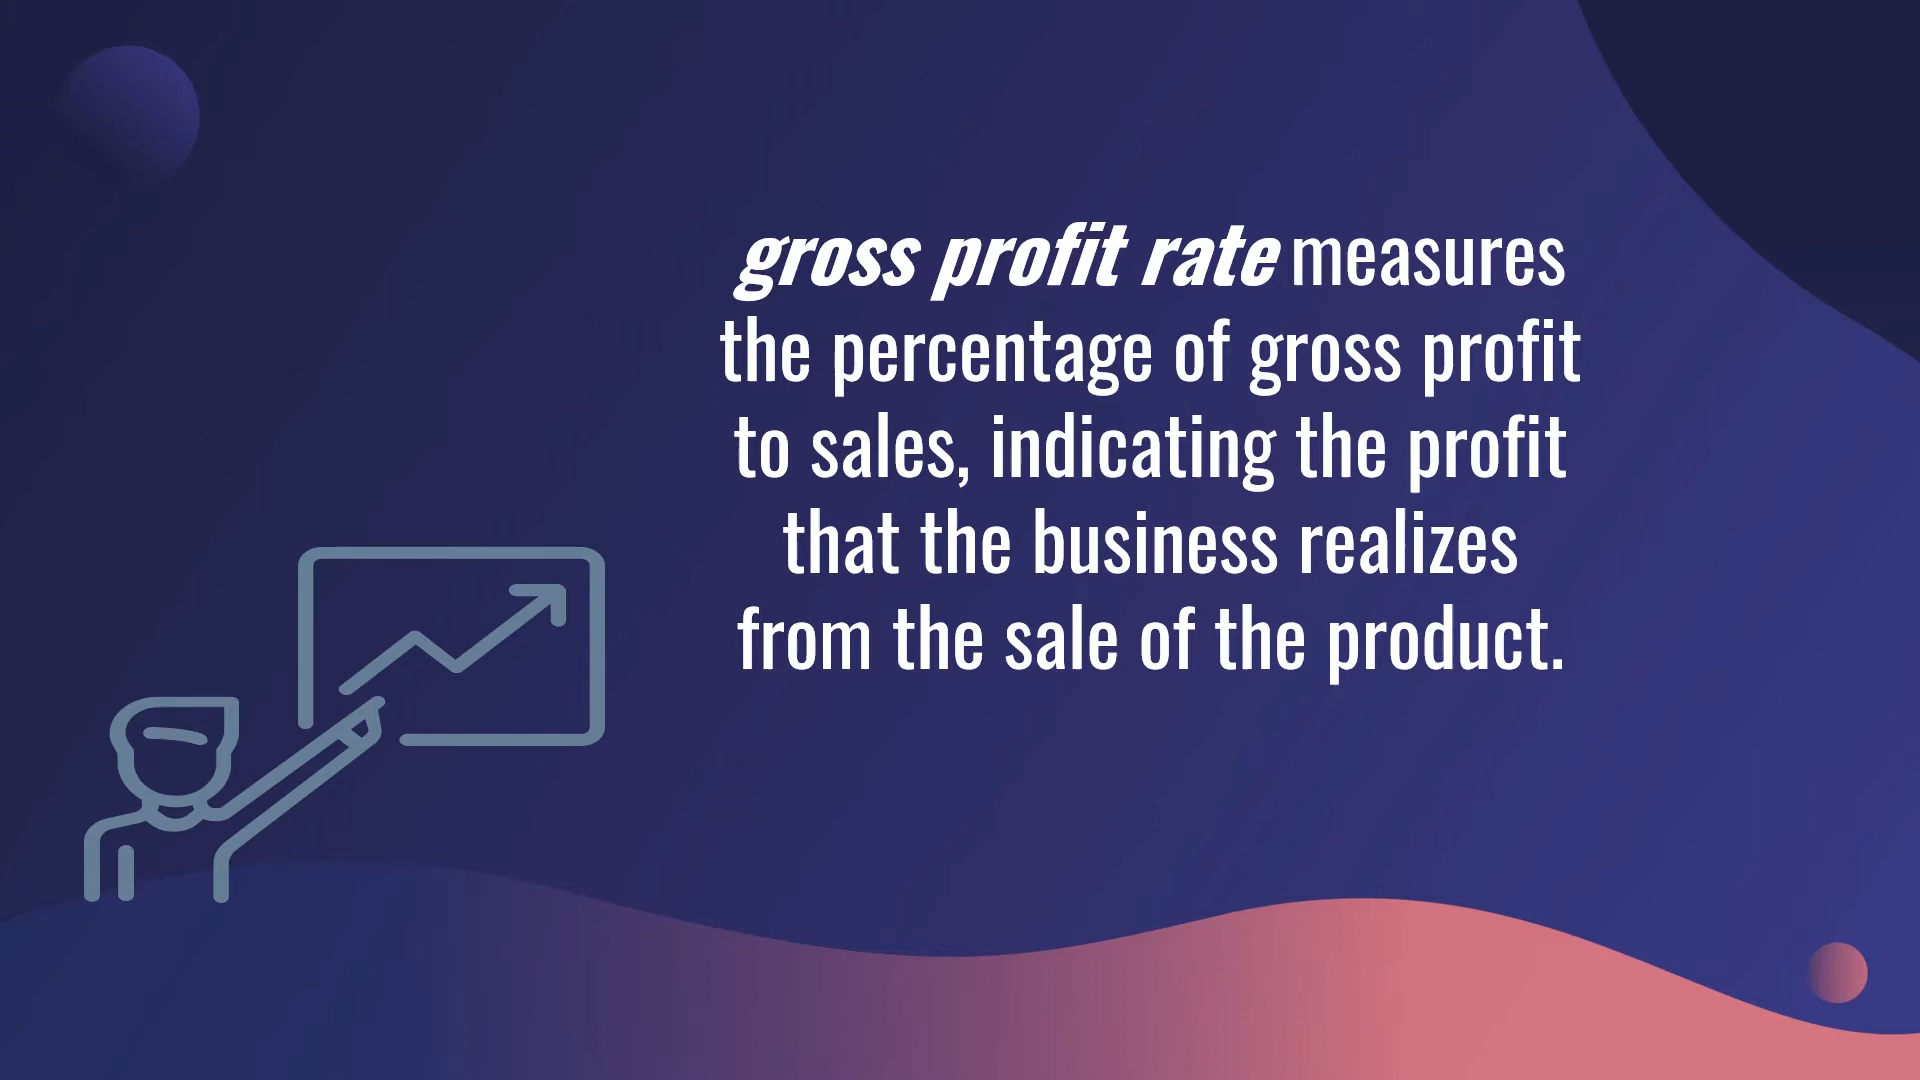 gross profit rate measures
the percentage of gross profit
to sales, indicating the profit
that the business realizes
from the sale of the product.